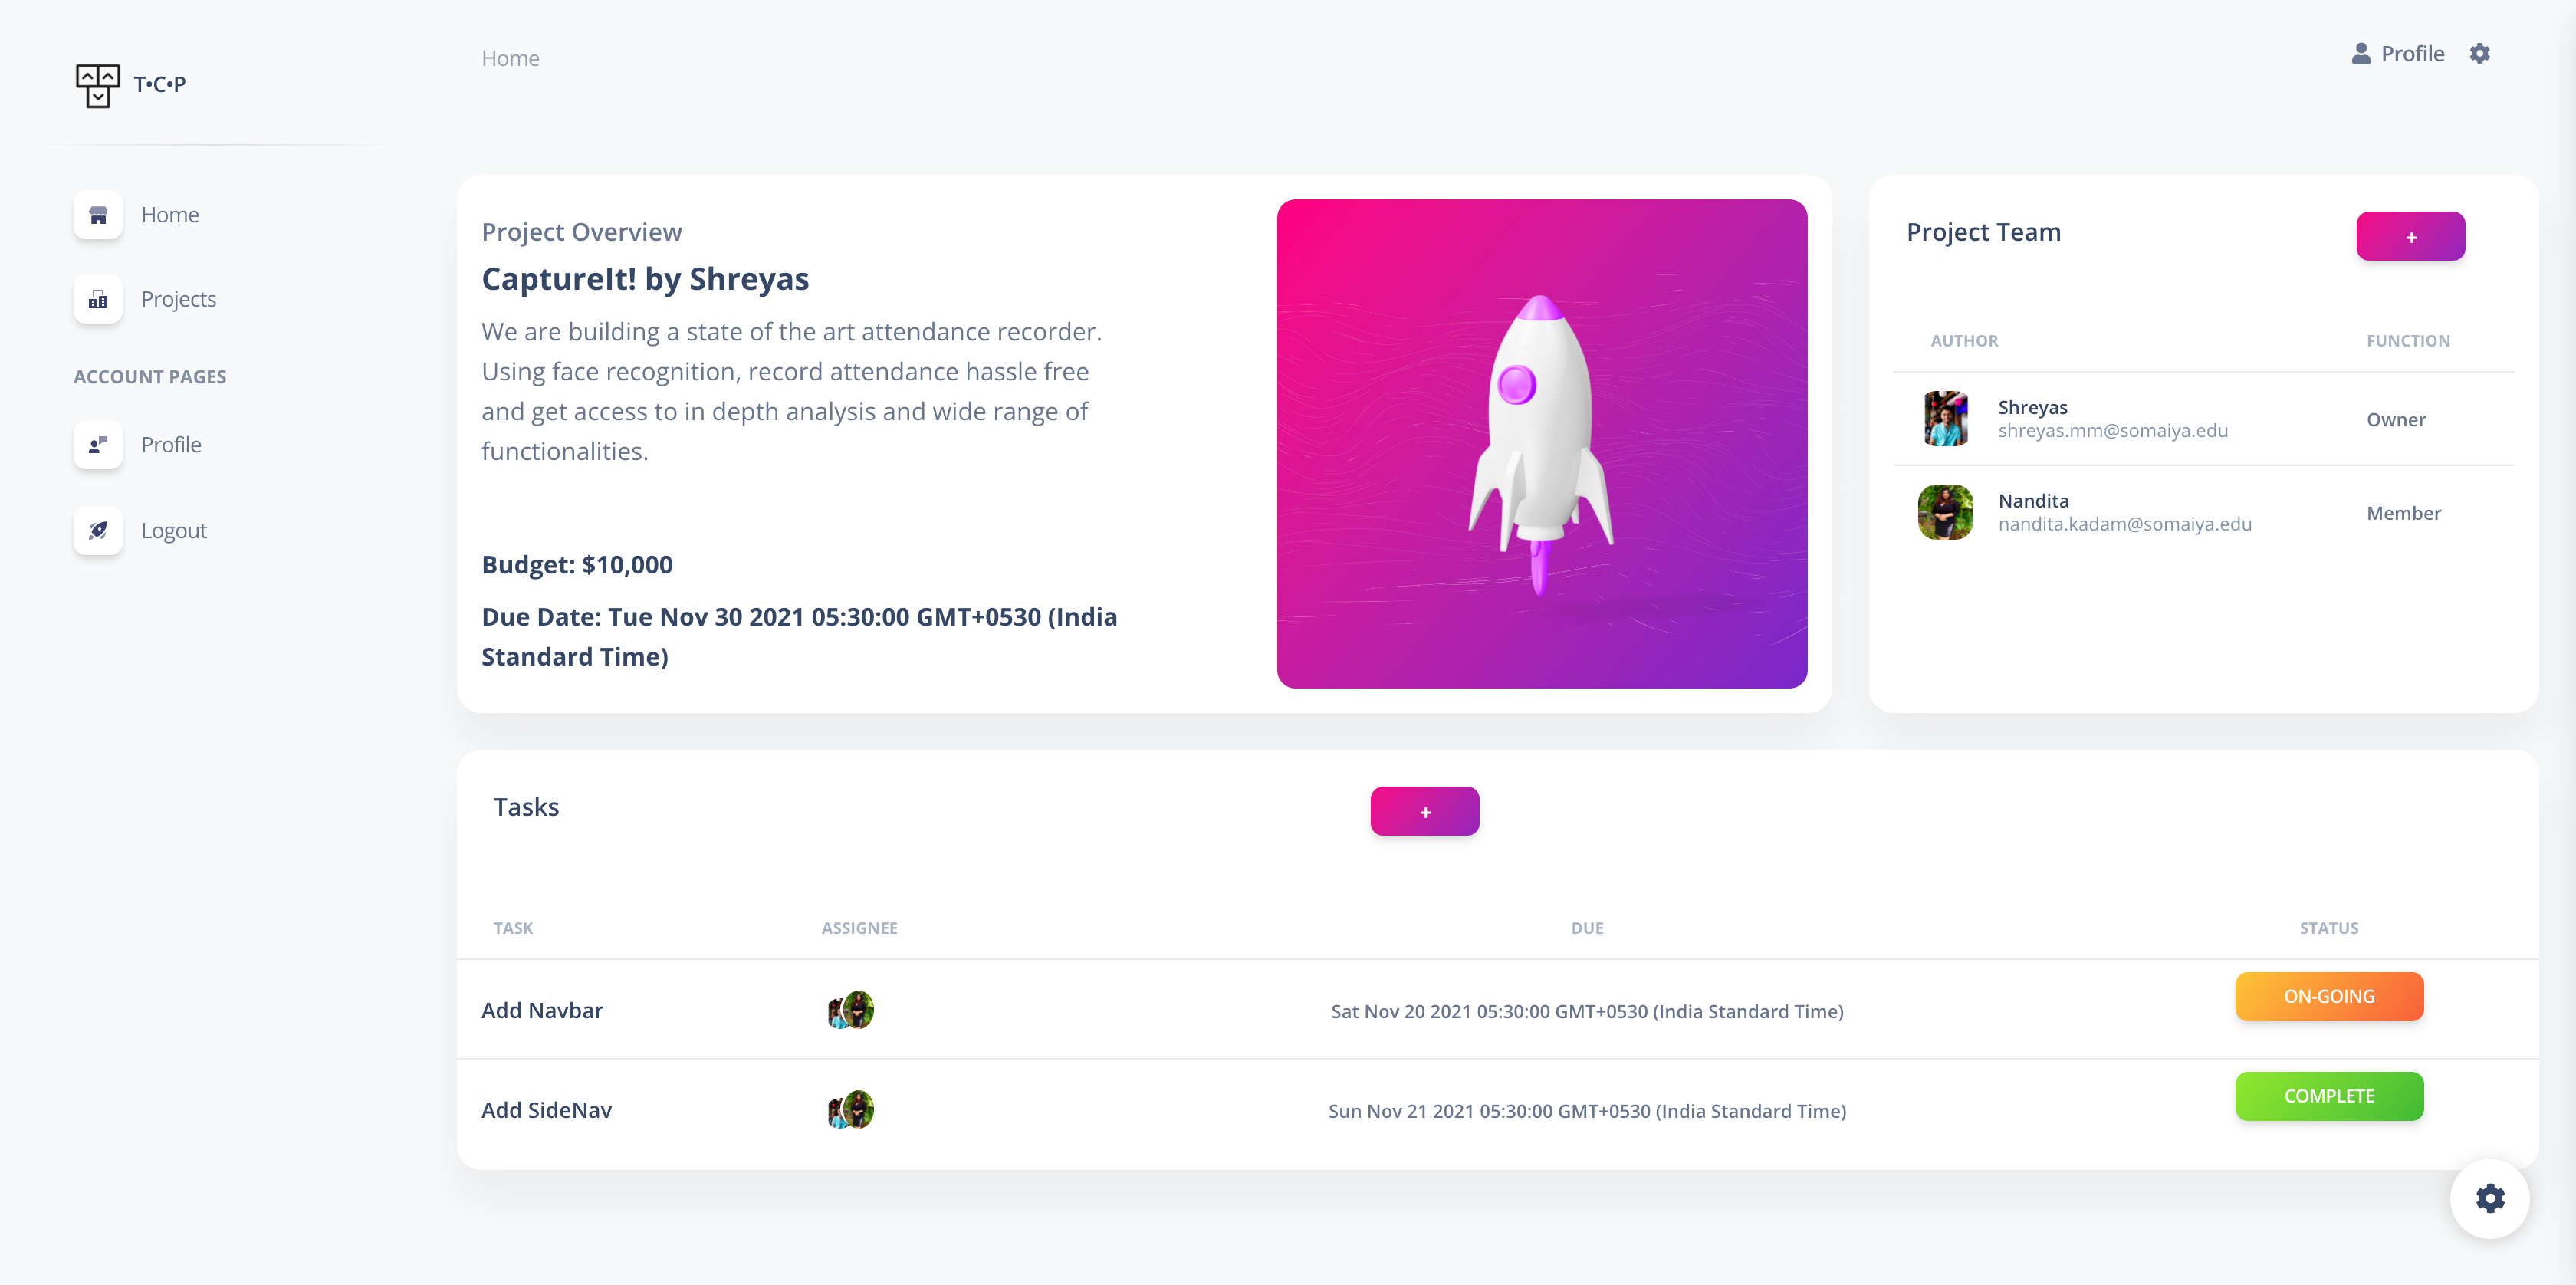 T•C•P
Home
Profile
Home
Projects
ACCOUNT PAGES
Profile
Logout
Project Overview
CaptureIt! by Shreyas
We are building a state of the art attendance recorder.
Using face recognition, record attendance hassle free
and get access to in depth analysis and wide range of
functionalities.
Budget: $10,000
Due Date: Tue Nov 30 2021 05:30:00 GMT+0530 (India
Standard Time)
Project Team
+
AUTHOR FUNCTION
Shreyas
shreyas.mm@somaiya.edu
Owner
Nandita
nandita.kadam@somaiya.edu
Member
Tasks
+
TASK ASSIGNEE DUE STATUS
Add Navbar Sat Nov 20 2021 05:30:00 GMT+0530 (India Standard Time) ON-GOING
Add SideNav Sun Nov 21 2021 05:30:00 GMT+0530 (India Standard Time) COMPLETE